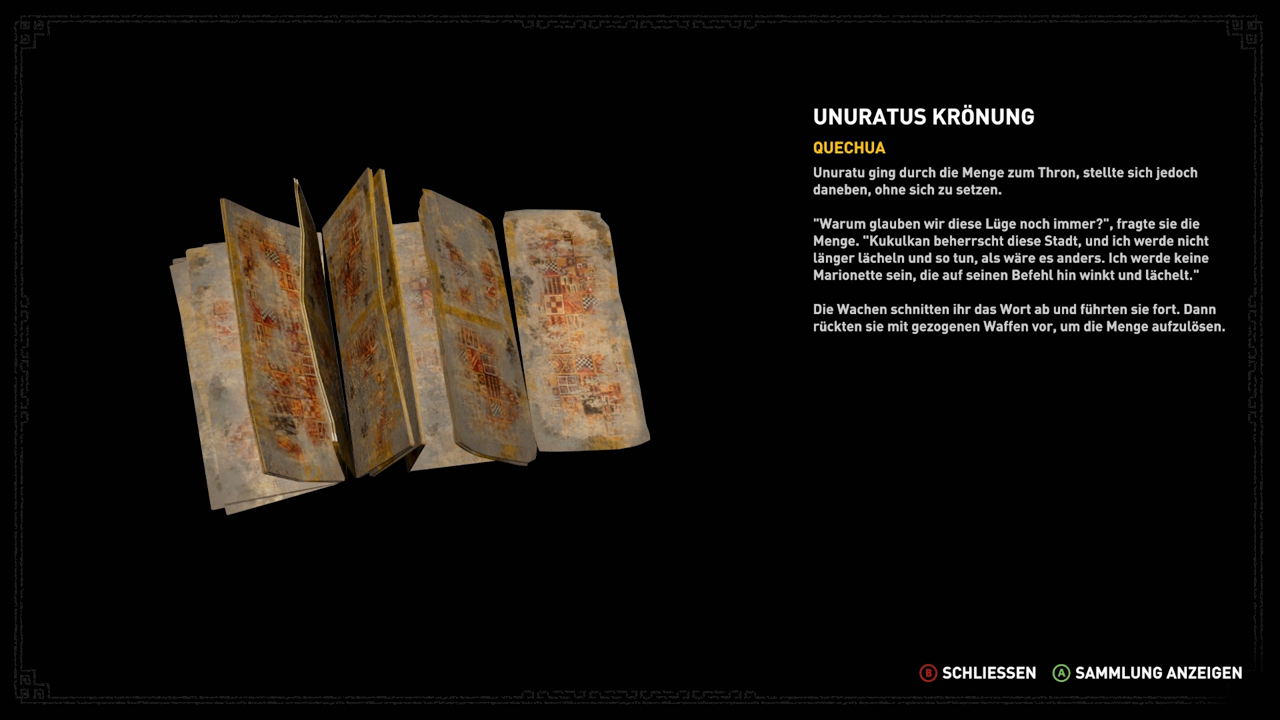 UNURATUS KRÖNUNG
QUECHUA
Unuratu ging durch die Menge zum Thron, stellte sich jedoch
daneben, ohne sich zu setzen.
"Warum glauben wir diese Lüge noch immer?", fragte sie die
Menge. "Kukulkan beherrscht diese Stadt, und ich werde nicht
länger lächeln und so tun, als wäre es anders. Ich werde keine
Marionette sein, die auf seinen Befehl hin winkt und lächelt."
Die Wachen schnitten ihr das Wort ab und führten sie fort. Dann
rückten sie mit gezogenen Waffen vor, um die Menge aufzulösen.
B SCHLIESSEN A SAMMLUNG ANZEIGEN